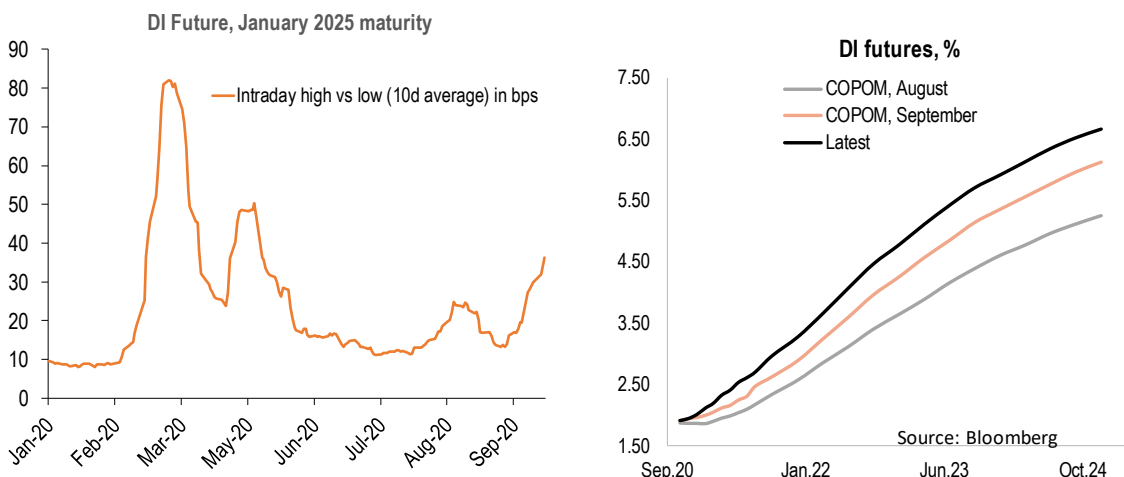 DI Future, January 2025 maturity
90
80
70
60
50
40
30
20
10
0
Intraday high vs low (10d average) in bps
Jan-20
Feb-20
Mar-20
Apr-20
May-20
Jun-20
Jul-20
Aug-20
Sep-20
DI futures, %
7.50
6.50
5.50
4.50
3.50
2.50
1.50
COPOM, August
COPOM, September
Latest
Source: Bloomberg
Sep.20
Jan.22
Jun.23
Oct.24